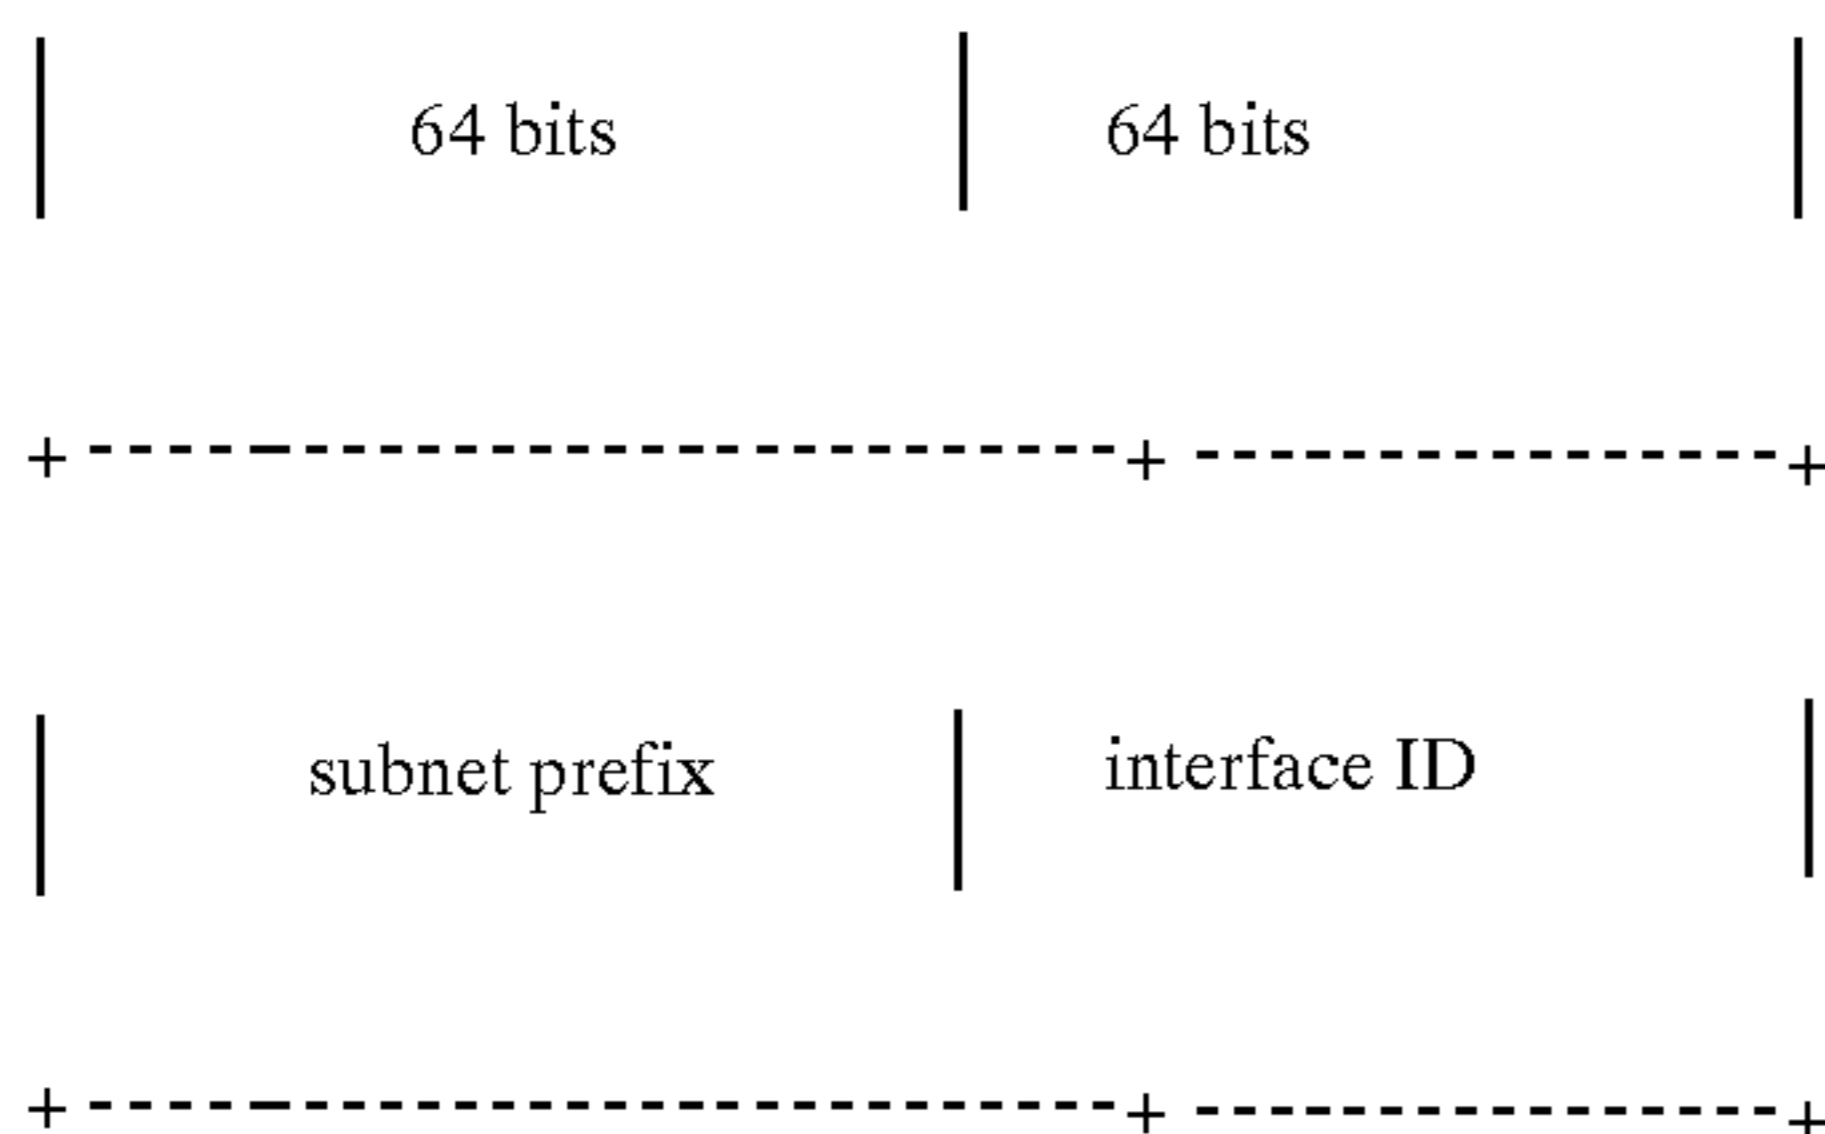 | 64 bits | 64 bits |
+ -------------------------- + ---------------- +
| subnet prefix | interface ID |
+ -------------------------- + ---------------- +